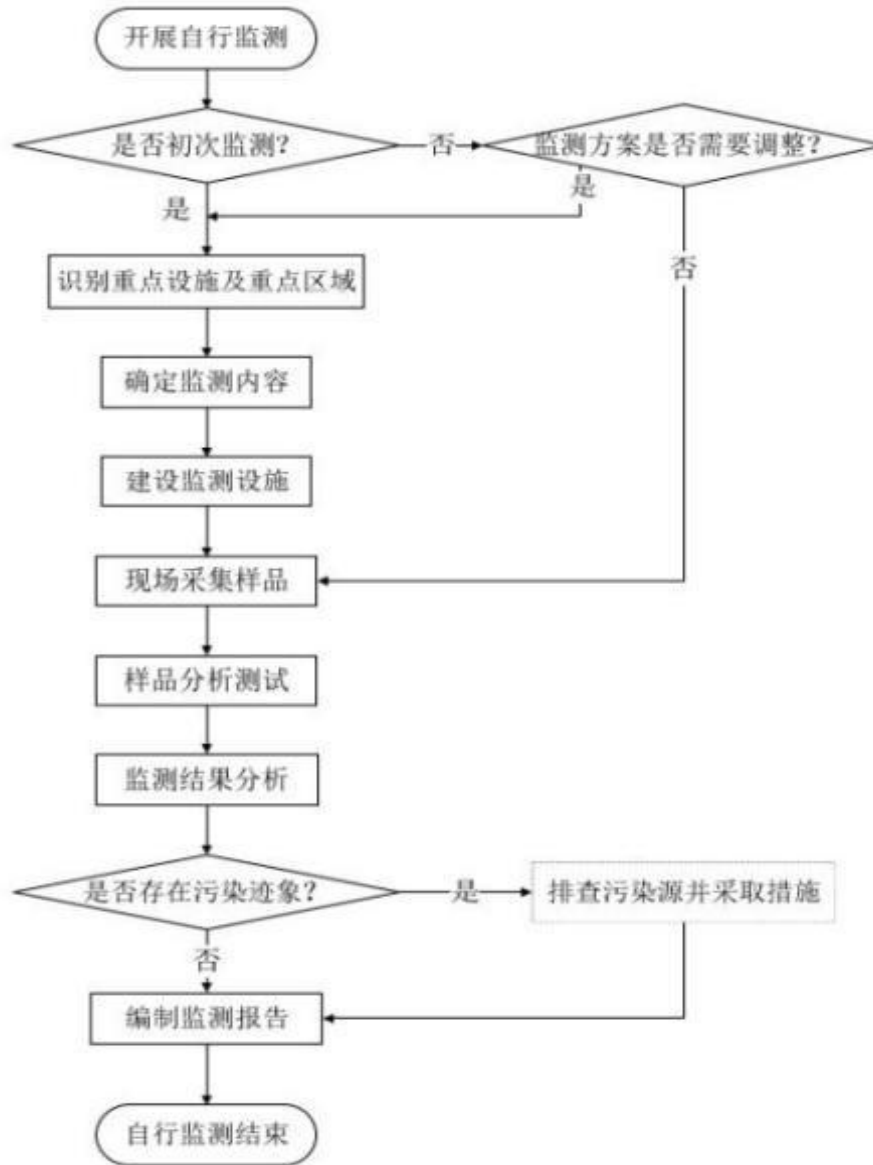 开展自行监测
是否初次监测？
否
监测方案是否需要调整？
是
是
识别重点设施及重点区域
否
确定监测内容
建设监测设施
现场采集样品
样品分析测试
监测结果分析
是否存在污染迹象？
是
排查污染源并采取措施
否
编制监测报告
自行监测结束